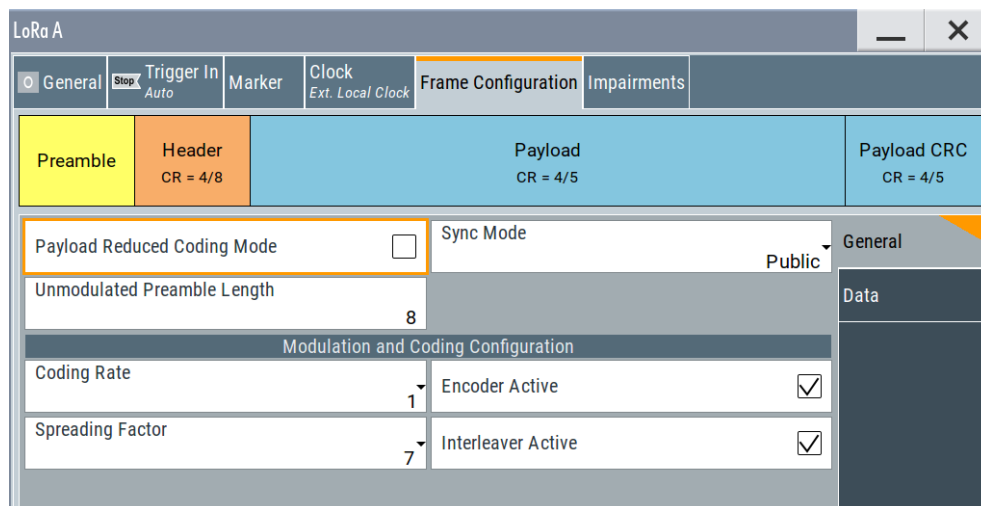 LoRa A
General
Stop Trigger In
Auto
Marker
Clock
Ext. Local Clock
Frame Configuration
Impairments
Preamble
Header
CR = 4/8
Payload
CR = 4/5
Payload CRC
CR = 4/5
Payload Reduced Coding Mode
Sync Mode
Public
General
Unmodulated Preamble Length
8
Data
Modulation and Coding Configuration
Coding Rate
1
Encoder Active
Spreading Factor
7
Interleaver Active